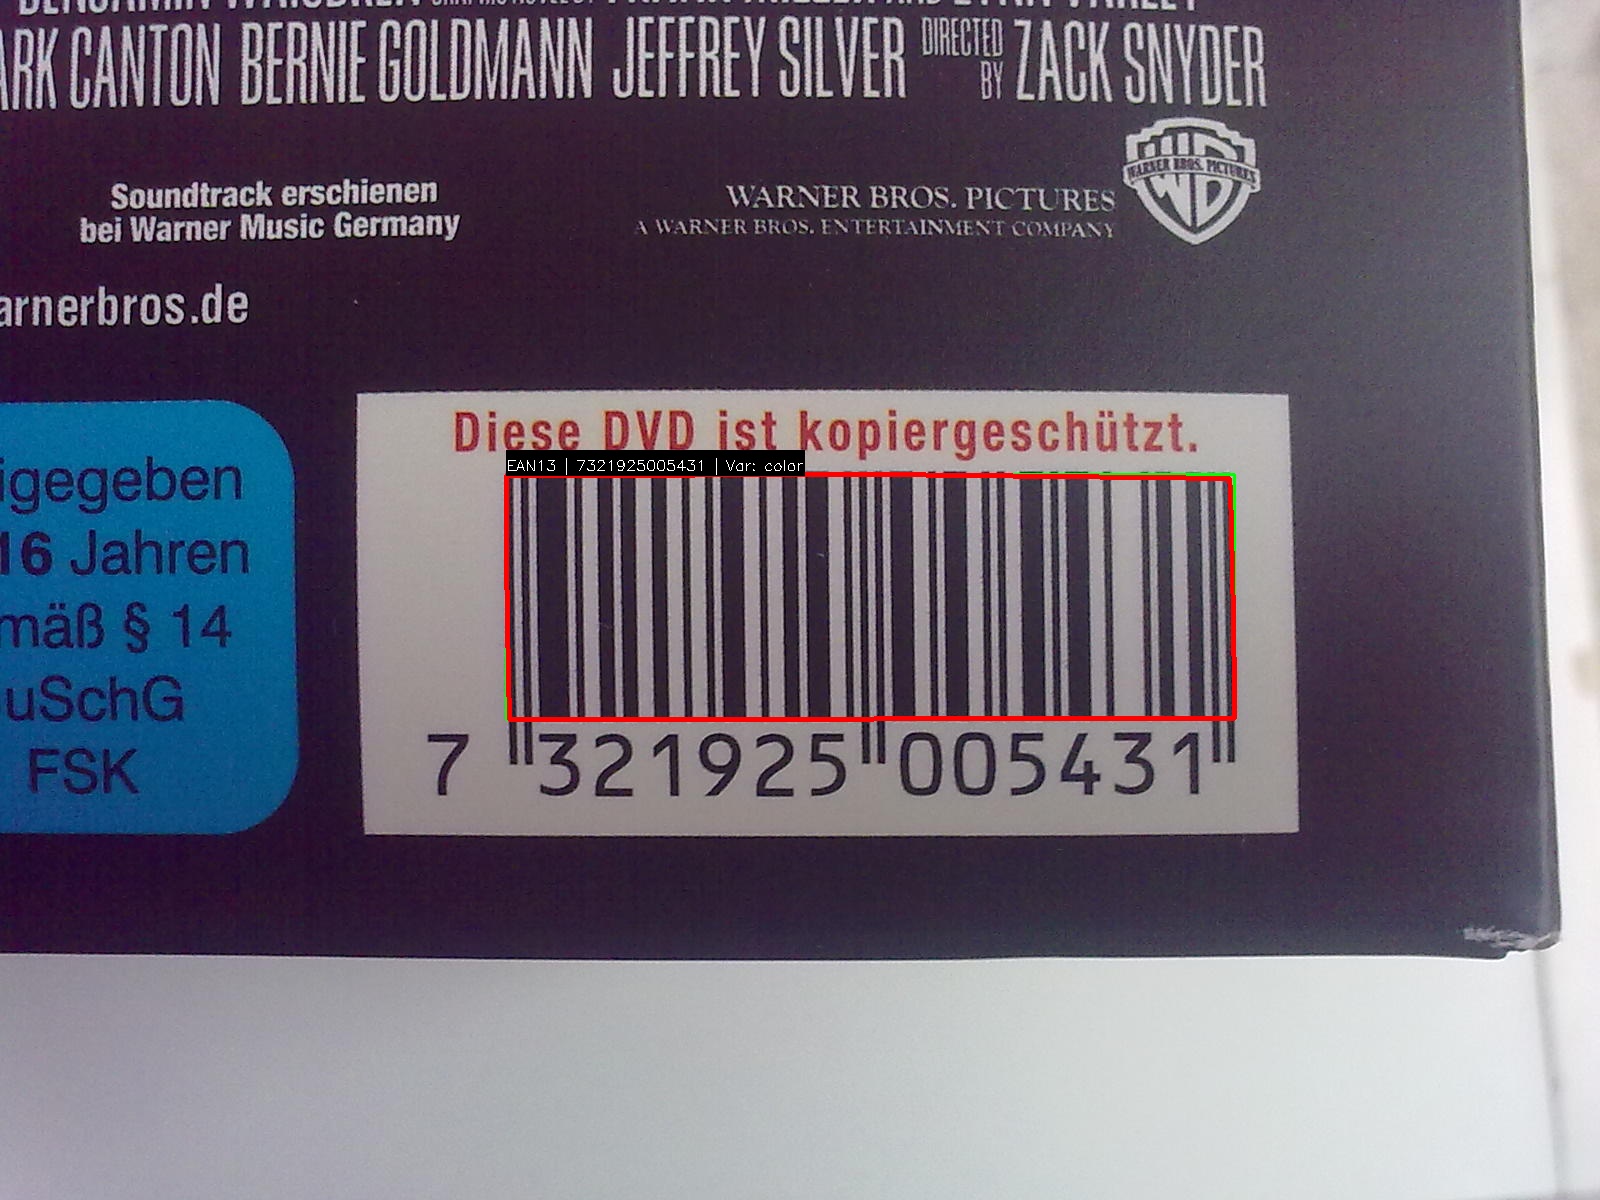 ARK CANTON BERNIE GOLDMANN JEFFREY SILVER DIRECTED BY ZACK SNYDER
WARNER BROS. PICTURES
Soundtrack erschienen
bei Warner Music Germany
WARNER BROS. PICTURES
A WARNER BROS. ENTERTAINMENT COMPANY
arnerbros.de
igegeben
16 Jahren
mäß § 14
uSchG
FSK
Diese DVD ist kopiergeschützt.
EAN13 | 7321925005431 | Var: color
7 321925 005431